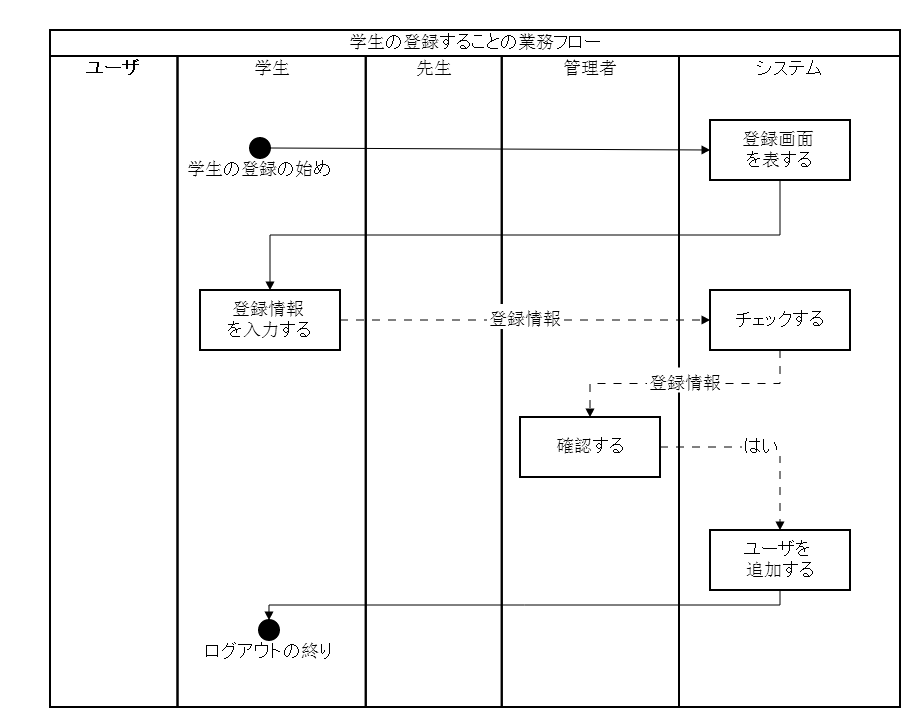 学生の登録することの業務フロー
ユーザ
学生
先生
管理者
システム
登録画面
を表する
学生の登録の始め
登録情報
を入力する
登録情報
チェックする
登録情報
確認する
はい
ユーザを
追加する
ログアウトの終り